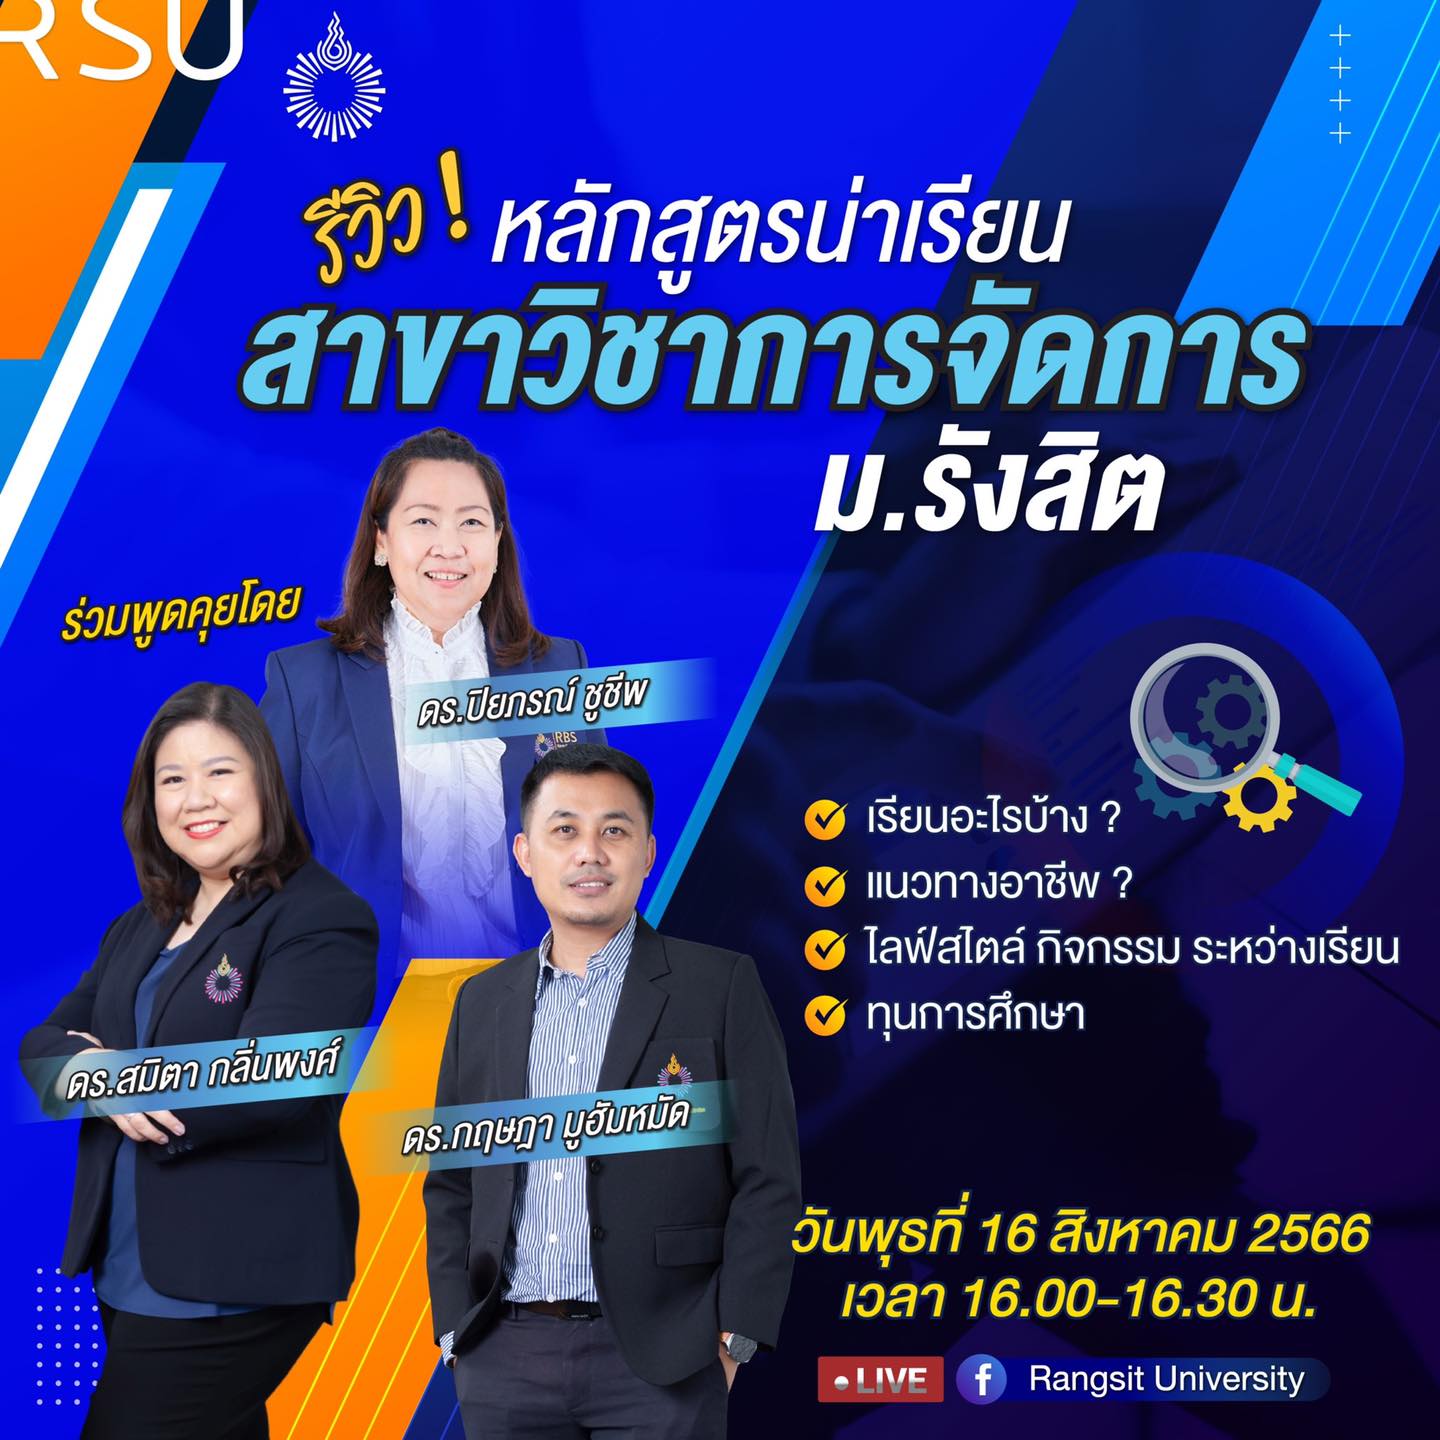 RSU
รีวิว! หลักสูตรน่าเรียน
สาขาวิชาการจัดการ
ม.รังสิต
ร่วมพูดคุยโดย
ดร.ปิยภรณ์ ชูชีพ
RBS
ดร.สมิตา กลิ่นพงศ์
ดร.กฤษฎา มูฮัมหมัด
เรียนอะไรบ้าง ?
แนวทางอาชีพ ?
ไลฟ์สไตล์ กิจกรรม ระหว่างเรียน
ทุนการศึกษา
วันพุธที่ 16 สิงหาคม 2566
เวลา 16.00-16.30 น.
LIVE f Rangsit University